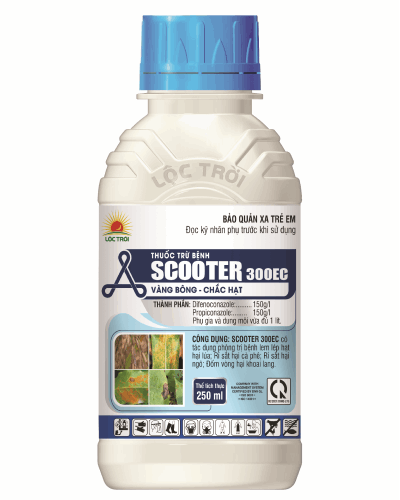 LỘC TRỜI
BẢO QUẢN XA TRẺ EM
Đọc kỹ nhãn phụ trước khi sử dụng
LỘC TRỜI
THUỐC TRỪ BỆNH
SCOOTER 300EC
VÀNG BÔNG - CHẮC HẠT
THÀNH PHẦN: Difenoconazole:........ 150g/l
Propiconazole:........ 150g/l
Phụ gia và dung môi vừa đủ 1 lít.
CÔNG DỤNG: SCOOTER 300EC có
tác dụng phòng trị bệnh lem lép hạt
hại lúa; Rỉ sắt hại cà phê; Rỉ sắt hại
ngô; Đốm vòng hại khoai lang.
Thể tích thực
250 ml